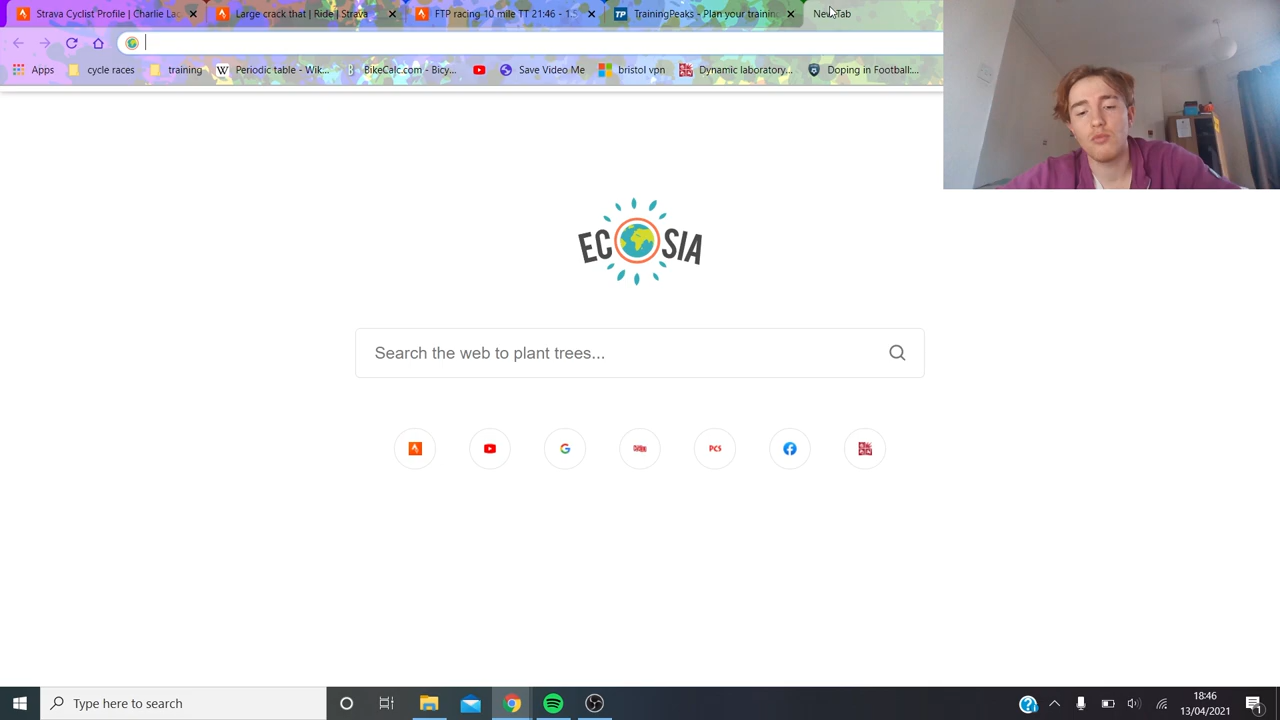 Strava Cyclist Profile | Charlie Lac
Large crack that | Ride | Strava
FTP racing 10 mile TT 21:46 - 1.5
TrainingPeaks - Plan your training
New Tab
Apps
cycle races
training
Periodic table - Wik...
BikeCalc.com - Bicy...
Save Video Me
bristol vpn
Dynamic laboratory...
Doping in Football:...
ECOSIA
Search the web to plant trees...
PCS
Type here to search
18:46
13/04/2021